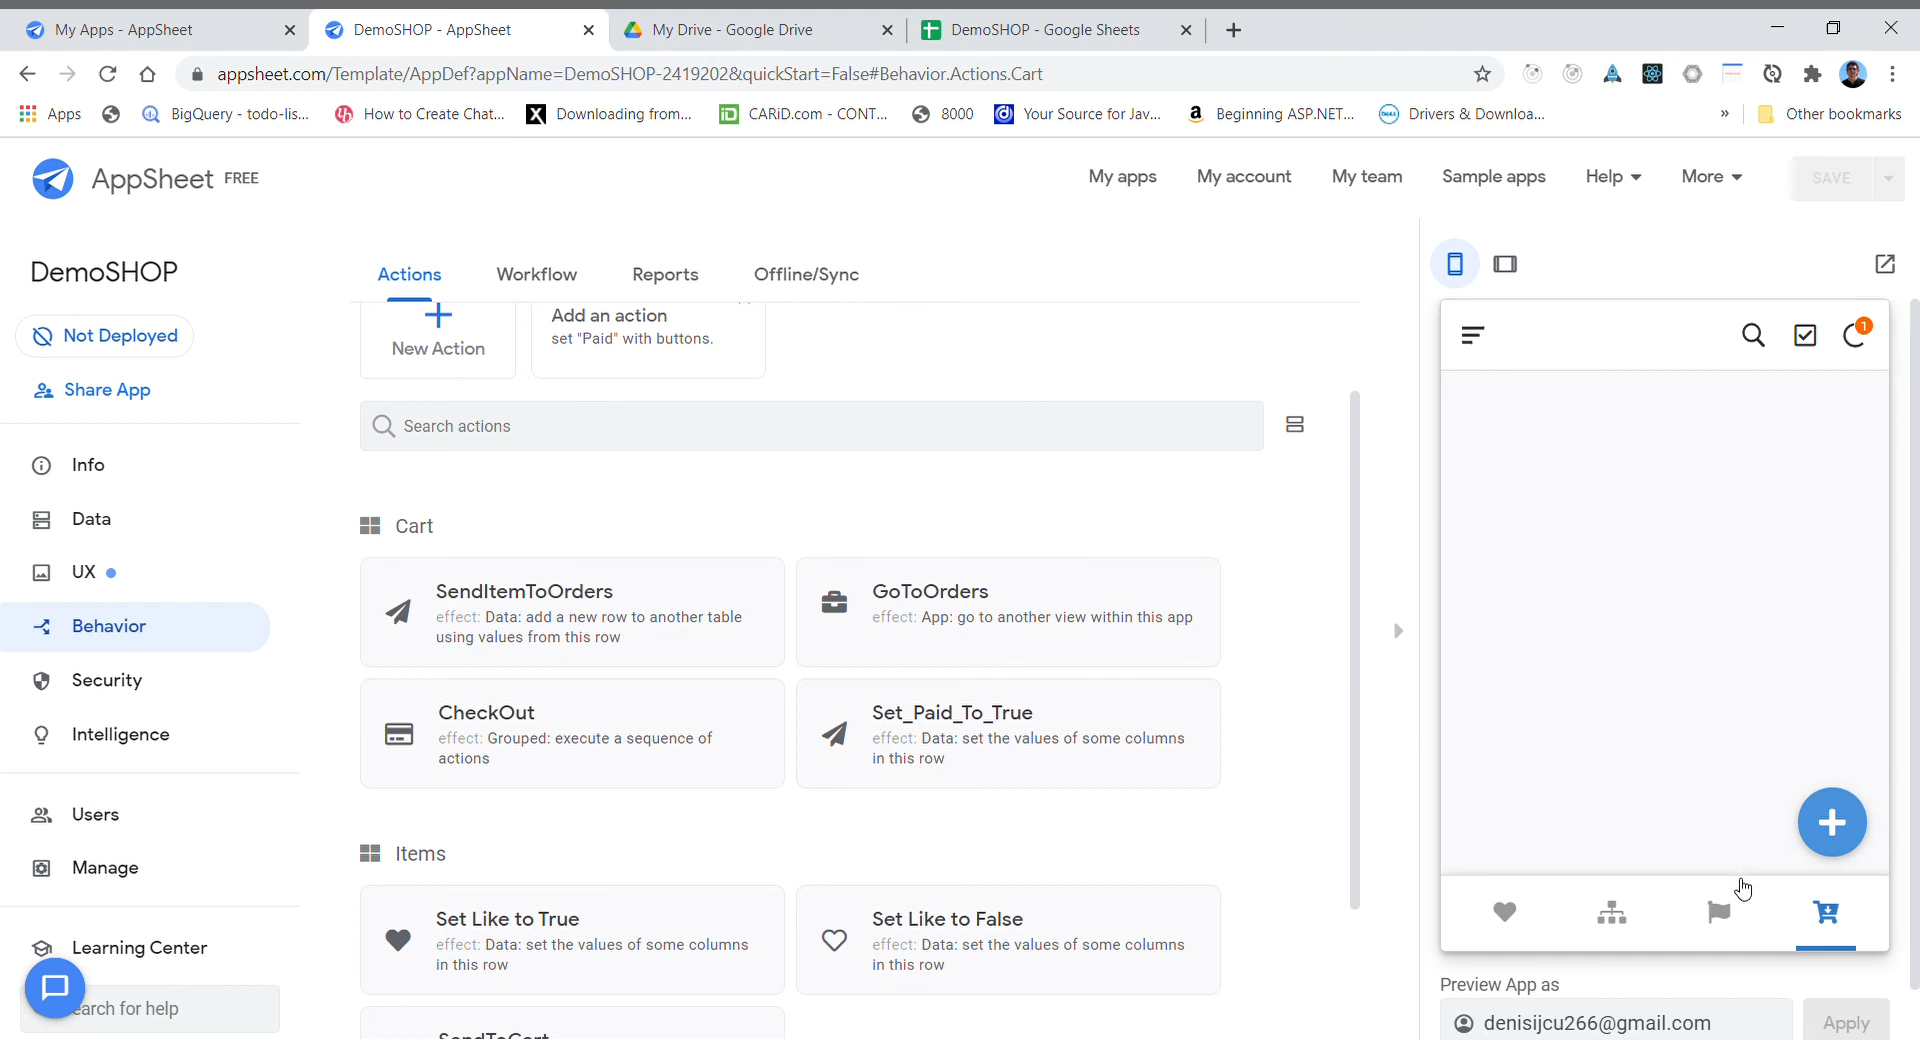 My Apps - AppSheet
DemoSHOP - AppSheet
My Drive - Google Drive
DemoSHOP - Google Sheets
appsheet.com/Template/AppDef?appName=DemoSHOP-2419202&quickStart=False#Behavior.Actions.Cart
Apps
BigQuery - todo-lis...
How to Create Chat...
Downloading from...
CARiD.com - CONT...
8000
Your Source for Jav...
Beginning ASP.NET...
Drivers & Downloa...
»
Other bookmarks
AppSheet FREE
My apps
My account
My team
Sample apps
Help
More
SAVE
DemoSHOP
Not Deployed
Share App
Info
Data
UX
Behavior
Security
Intelligence
Users
Manage
Learning Center
earch for help
Actions
Workflow
Reports
Offline/Sync
New Action
Add an action
set "Paid" with buttons.
Search actions
Cart
SendItemToOrders
effect: Data: add a new row to another table
using values from this row
GoToOrders
effect: App: go to another view within this app
CheckOut
effect: Grouped: execute a sequence of
actions
Set_Paid_To_True
effect: Data: set the values of some columns
in this row
Items
Set Like to True
effect: Data: set the values of some columns
in this row
Set Like to False
effect: Data: set the values of some columns
in this row
SendToCart
1
Preview App as
denisijcu266@gmail.com
Apply